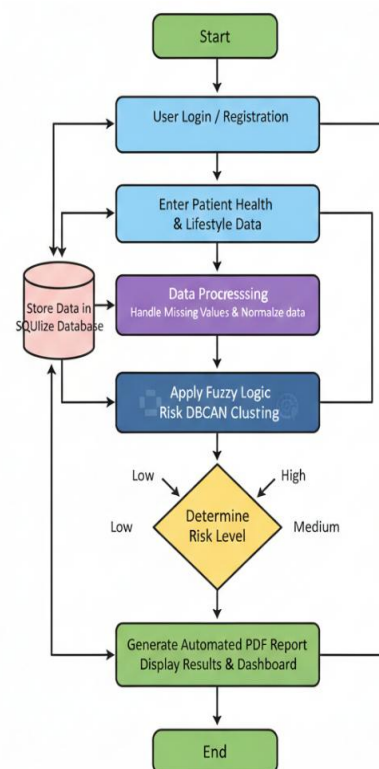 Start
User Login / Registration
Enter Patient Health
& Lifestyle Data
Data Processsing
Handle Missing Values & Normalze data
Store Data in
SQUIize Database
Apply Fuzzy Logic
Risk DBCAN Clusting
Low
High
Low
Determine
Risk Level
Medium
Generate Automated PDF Report
Display Results & Dashboard
End